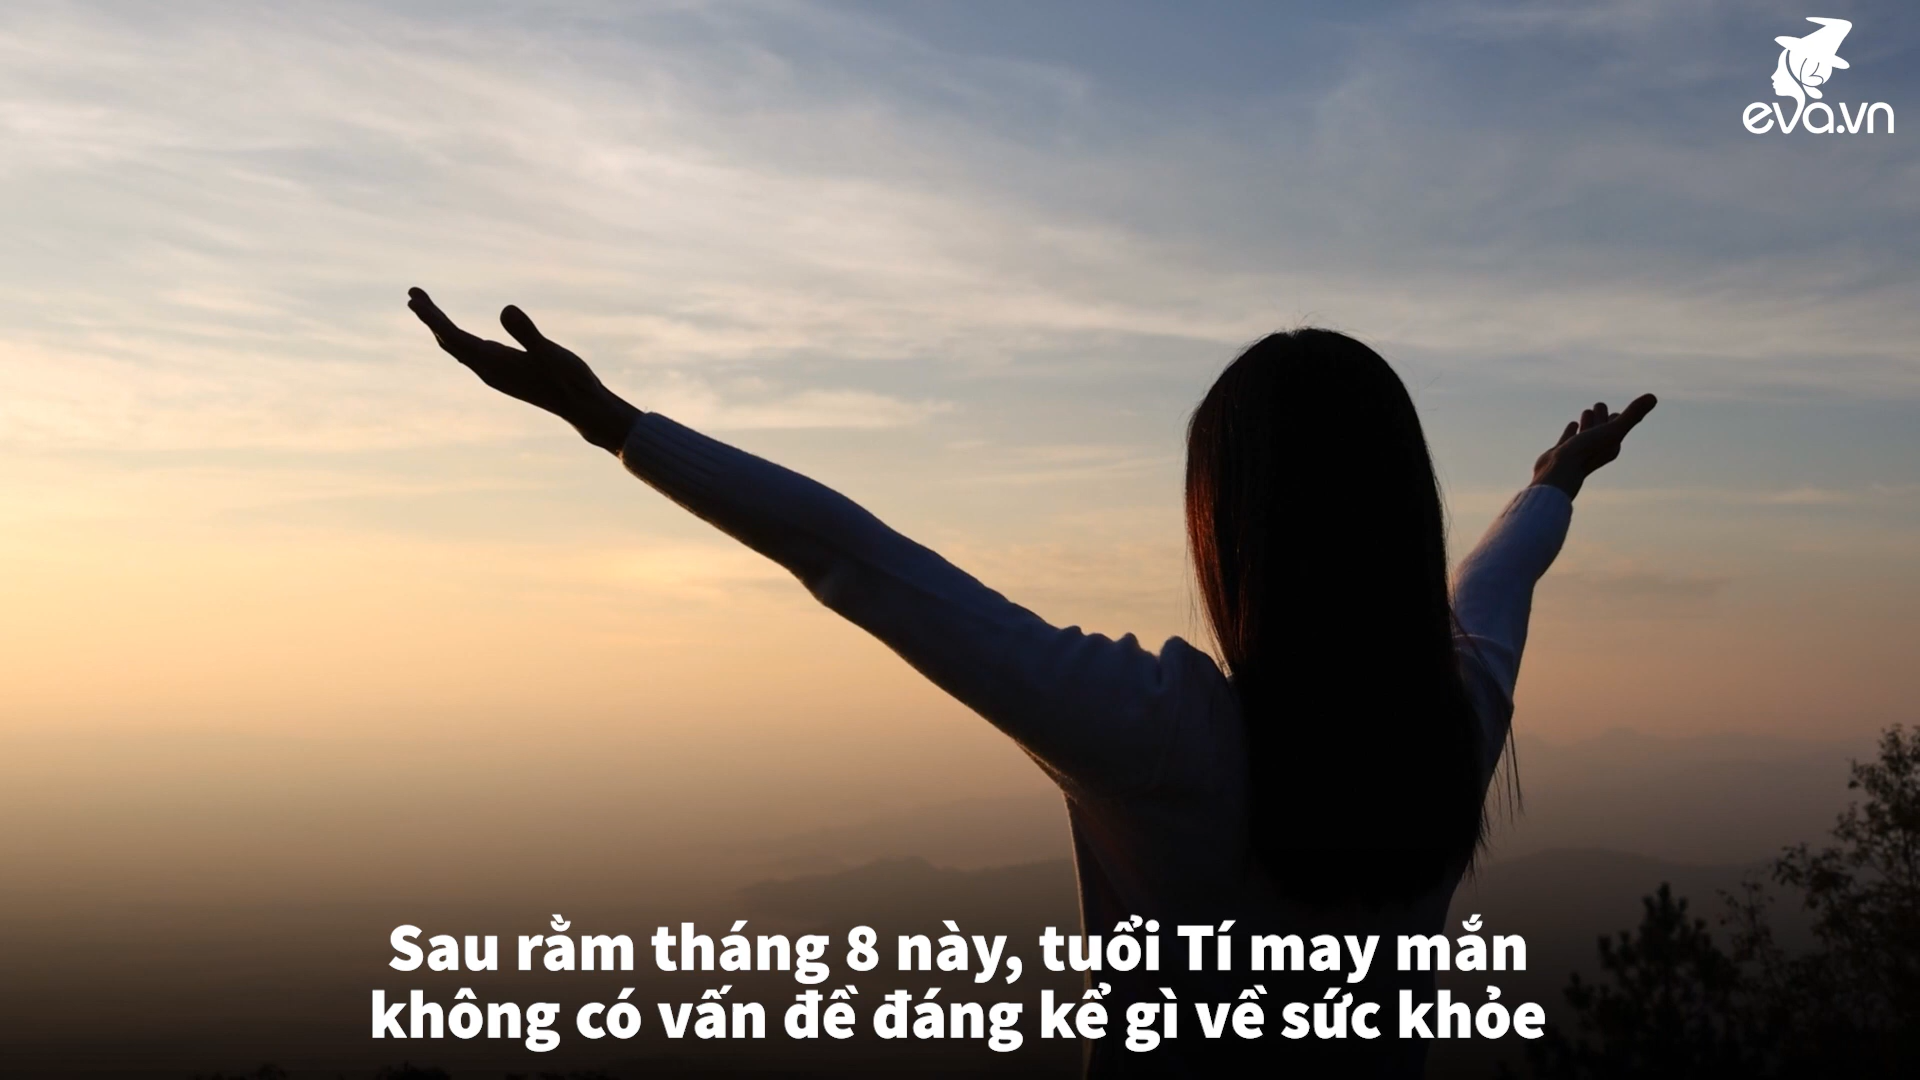 eva.vn
Sau rằm tháng 8 này, tuổi Tí may mắn
không có vấn đề đáng kể gì về sức khỏe